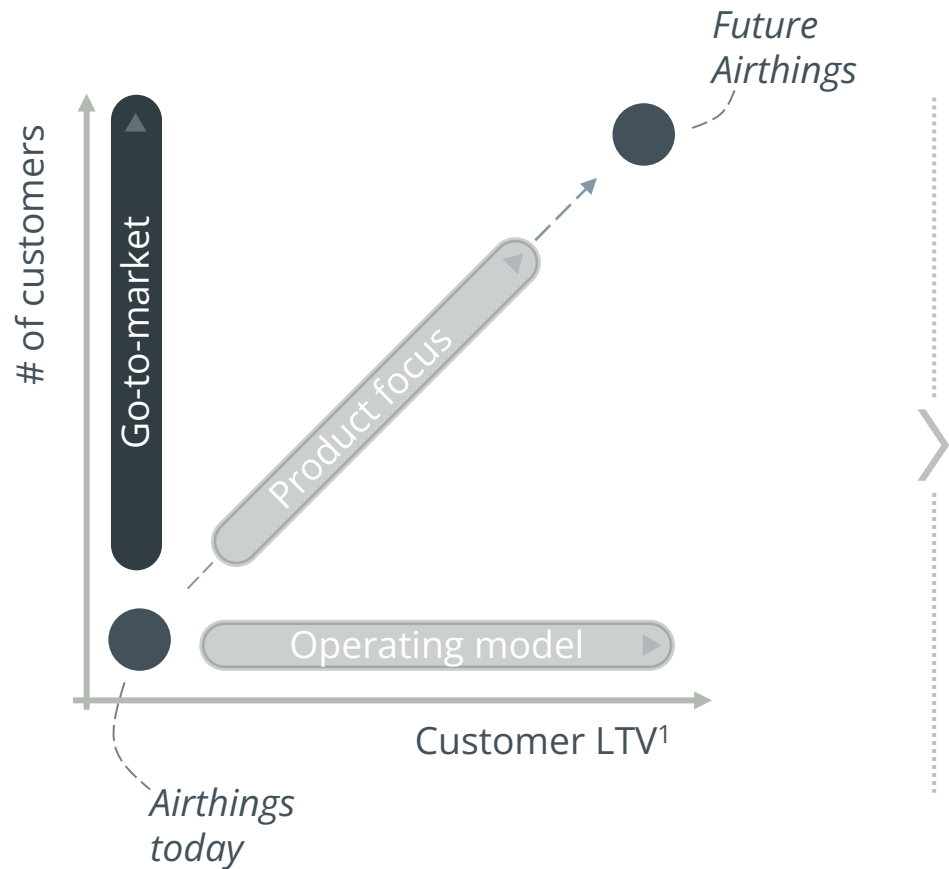 Future
Airthings
# of customers
Go-to-market
Product focus
Operating model
Customer LTV¹
Airthings
today